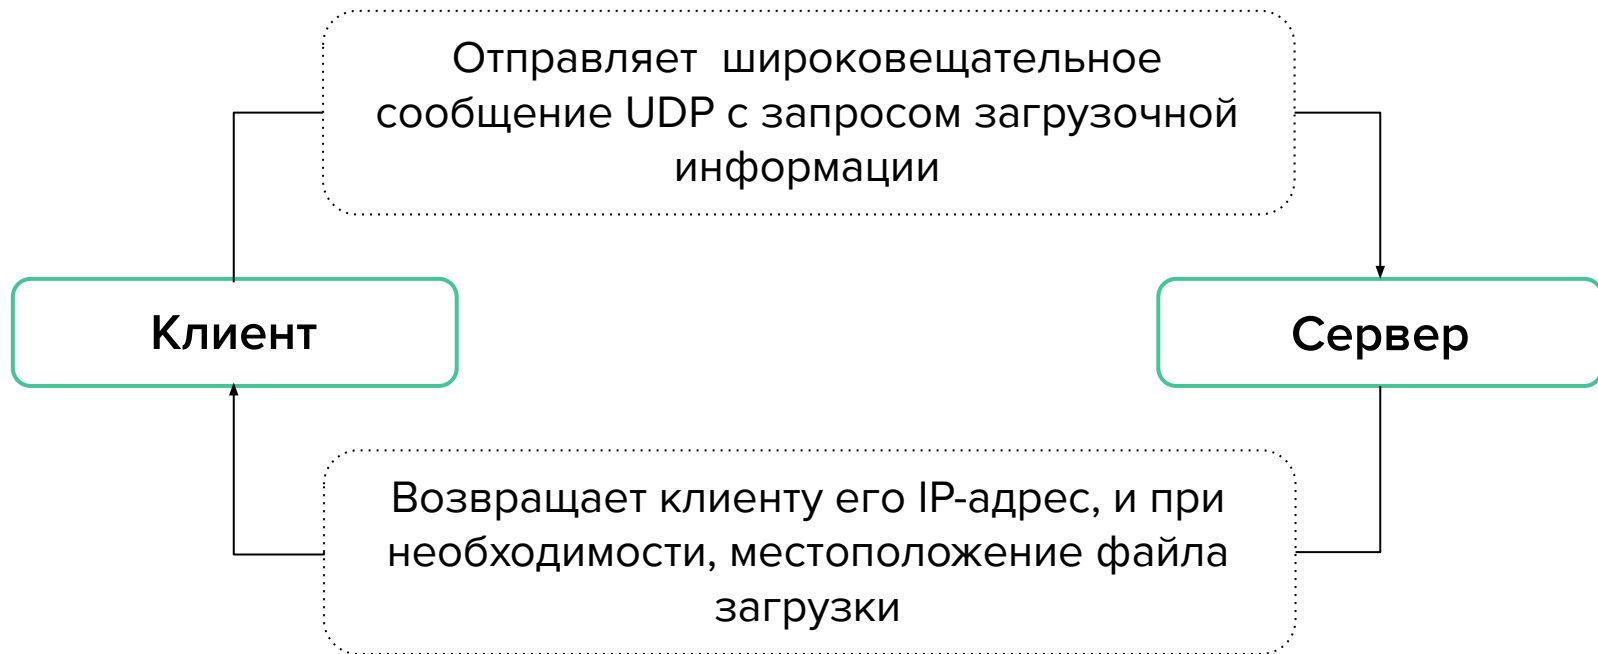 Отправляет широковещательное
сообщение UDP с запросом загрузочной
информации
Клиент
Сервер
Возвращает клиенту его IP-адрес, и при
необходимости, местоположение файла
загрузки